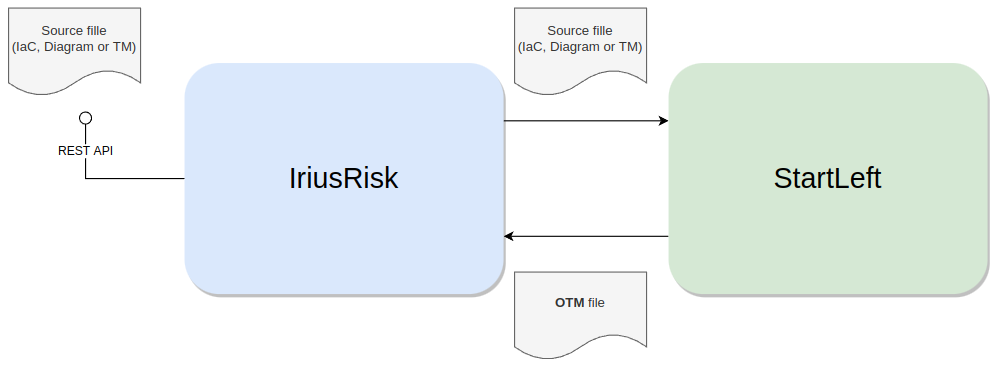 Source fille
(IaC, Diagram or TM)
Source fille
(IaC, Diagram or TM)
REST API
IriusRisk
StartLeft
OTM file